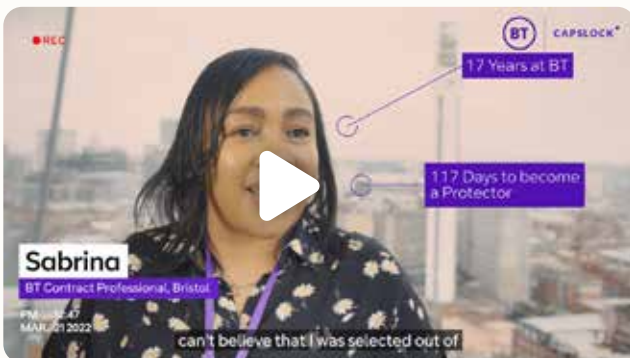 REC
BT
CAPSLOCK
17 Years at BT
117 Days to become
a Protector
Sabrina
BT Contract Professional, Bristol
MAR. 21 2022
can't believe that I was selected out of